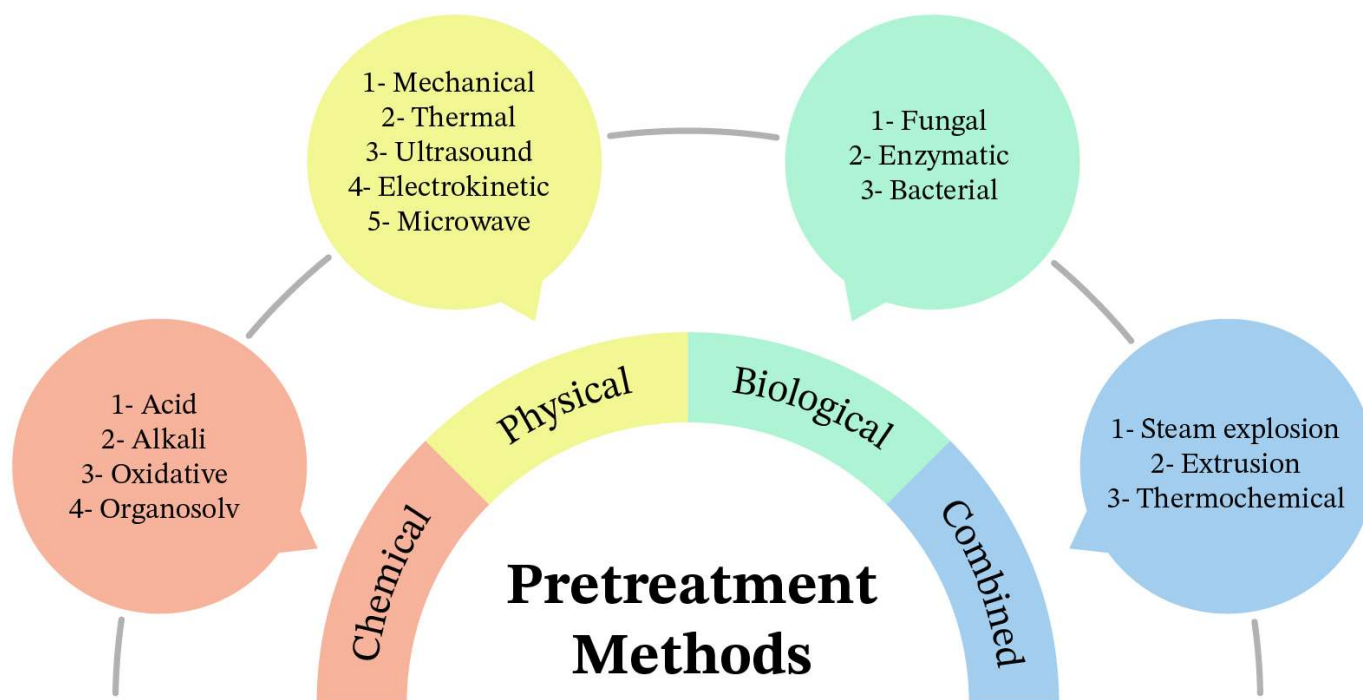 1- Mechanical
2- Thermal
3- Ultrasound
4- Electrokinetic
5- Microwave
1- Fungal
2- Enzymatic
3- Bacterial
1- Acid
2- Alkali
3- Oxidative
4- Organosolv
1- Steam explosion
2- Extrusion
3- Thermochemical
Chemical
Physical
Biological
Combined
Pretreatment
Methods